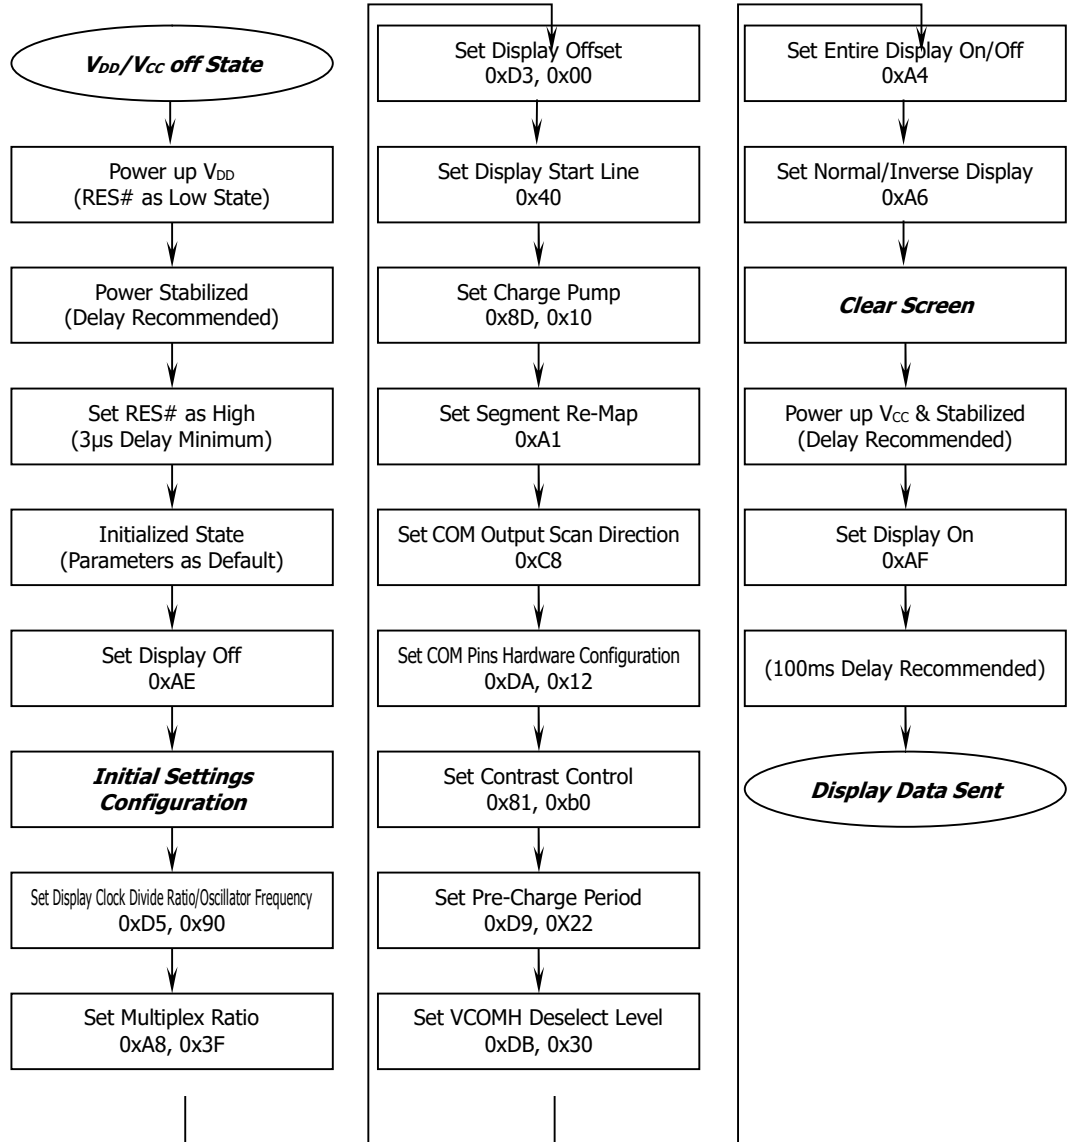 VDD/VCC off State
Power up VDD
(RES# as Low State)
Power Stabilized
(Delay Recommended)
Set RES# as High
(3μs Delay Minimum)
Initialized State
(Parameters as Default)
Set Display Off
0xAE
Initial Settings
Configuration
Set Display Clock Divide Ratio/Oscillator Frequency
0xD5, 0x90
Set Multiplex Ratio
0xA8, 0x3F
Set Display Offset
0xD3, 0x00
Set Display Start Line
0x40
Set Charge Pump
0x8D, 0x10
Set Segment Re-Map
0xA1
Set COM Output Scan Direction
0xC8
Set COM Pins Hardware Configuration
0xDA, 0x12
Set Contrast Control
0x81, 0xb0
Set Pre-Charge Period
0xD9, 0X22
Set VCOMH Deselect Level
0xDB, 0x30
Set Entire Display On/Off
0xA4
Set Normal/Inverse Display
0xA6
Clear Screen
Power up VCC & Stabilized
(Delay Recommended)
Set Display On
0xAF
(100ms Delay Recommended)
Display Data Sent